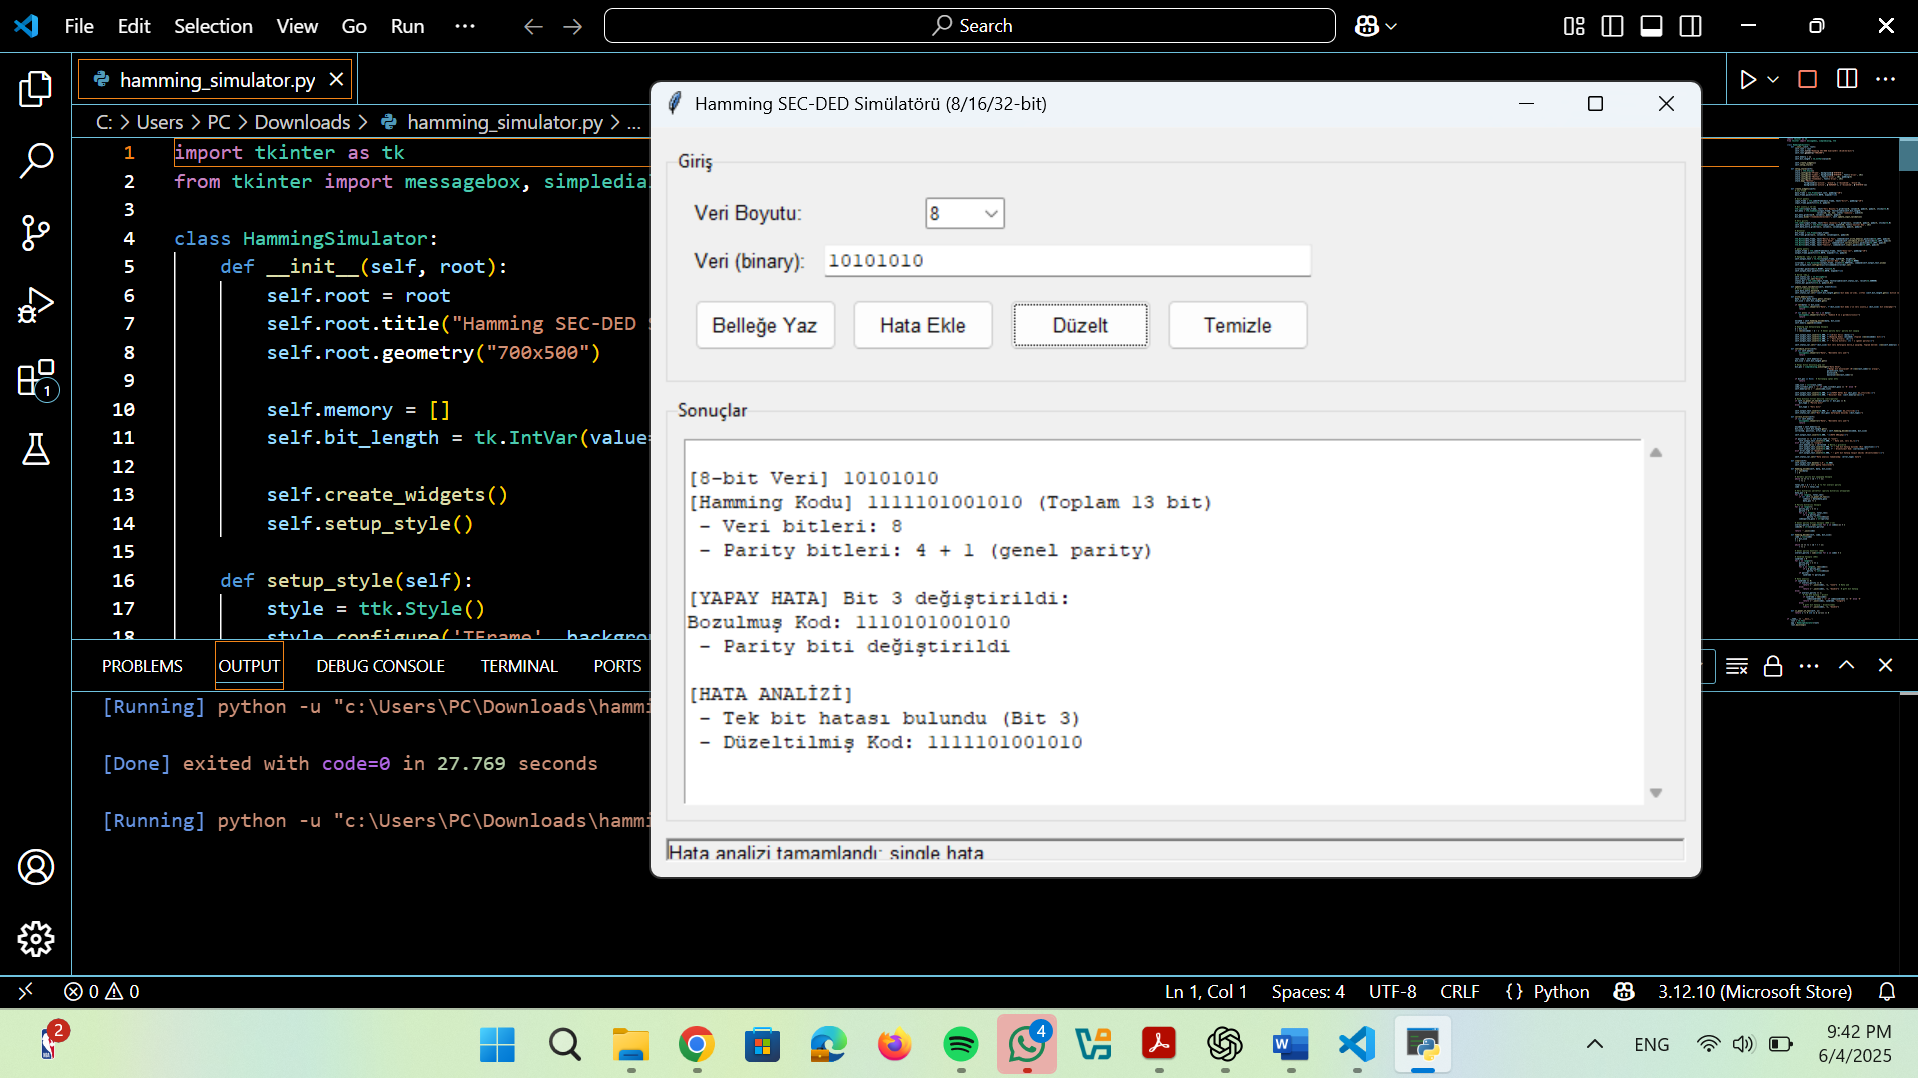 File Edit Selection View Go Run ···
Search
hamming_simulator.py
C: > Users > PC > Downloads > hamming_simulator.py > ...
1 import tkinter as tk
2 from tkinter import messagebox, simpledial
3
4 class HammingSimulator:
5 def __init__(self, root):
6 self.root = root
7 self.root.title("Hamming SEC-DED S
8 self.root.geometry("700x500")
9
10 self.memory = []
11 self.bit_length = tk.IntVar(value=
12
13 self.create_widgets()
14 self.setup_style()
15
16 def setup_style(self):
17 style = ttk.Style()
18 style.configure('TFrame', backgrou
PROBLEMS OUTPUT DEBUG CONSOLE TERMINAL PORTS
[Running] python -u "c:\Users\PC\Downloads\hammi
[Done] exited with code=0 in 27.769 seconds
[Running] python -u "c:\Users\PC\Downloads\hammi
Hamming SEC-DED Simülatörü (8/16/32-bit)
Giriş
Veri Boyutu: 8
Veri (binary): 10101010
Belleğe Yaz Hata Ekle Düzelt Temizle
Sonuçlar
[8-bit Veri] 10101010
[Hamming Kodu] 1111101001010 (Toplam 13 bit)
- Veri bitleri: 8
- Parity bitleri: 4 + 1 (genel parity)
[YAPAY HATA] Bit 3 değiştirildi:
Bozulmuş Kod: 1110101001010
- Parity biti değiştirildi
[HATA ANALİZİ]
- Tek bit hatası bulundu (Bit 3)
- Düzeltilmiş Kod: 1111101001010
Hata analizi tamamlandı: single hata
1
0 0
Ln 1, Col 1 Spaces: 4 UTF-8 CRLF {} Python 3.12.10 (Microsoft Store)
2
4
ENG
9:42 PM
6/4/2025